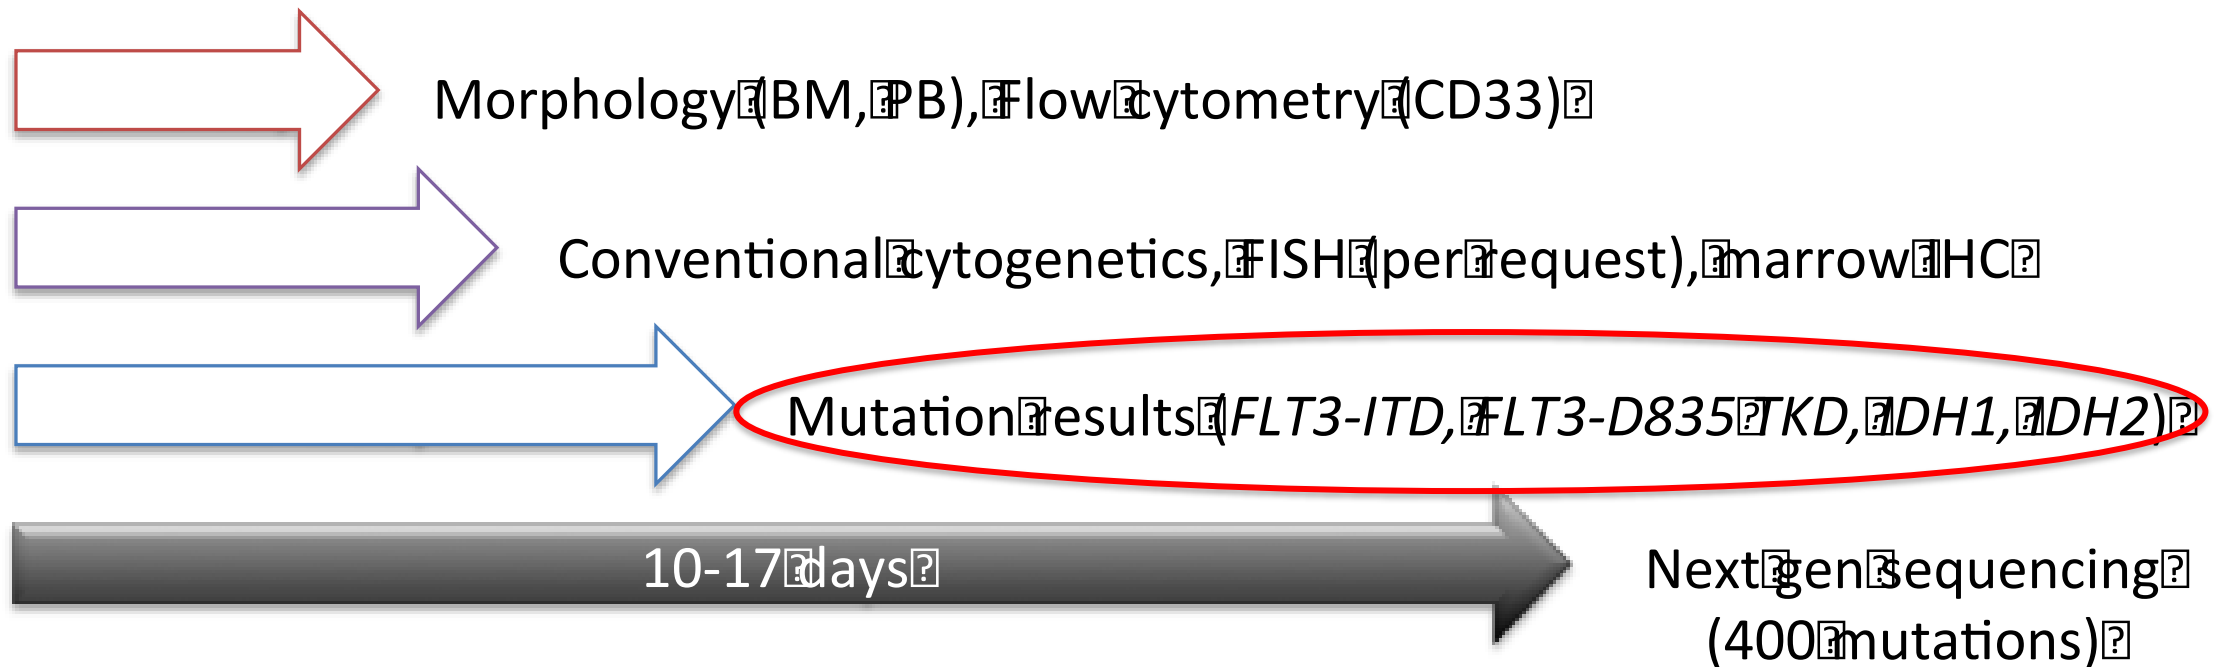 Morphology (BM, PB), Flow cytometry (CD33)
Conventional cytogenetics, FISH (per request), marrow IHC
Mutation results (FLT3-ITD, FLT3-D835 TKD, IDH1, IDH2)
10-17 days
Next gen sequencing
(400 mutations)